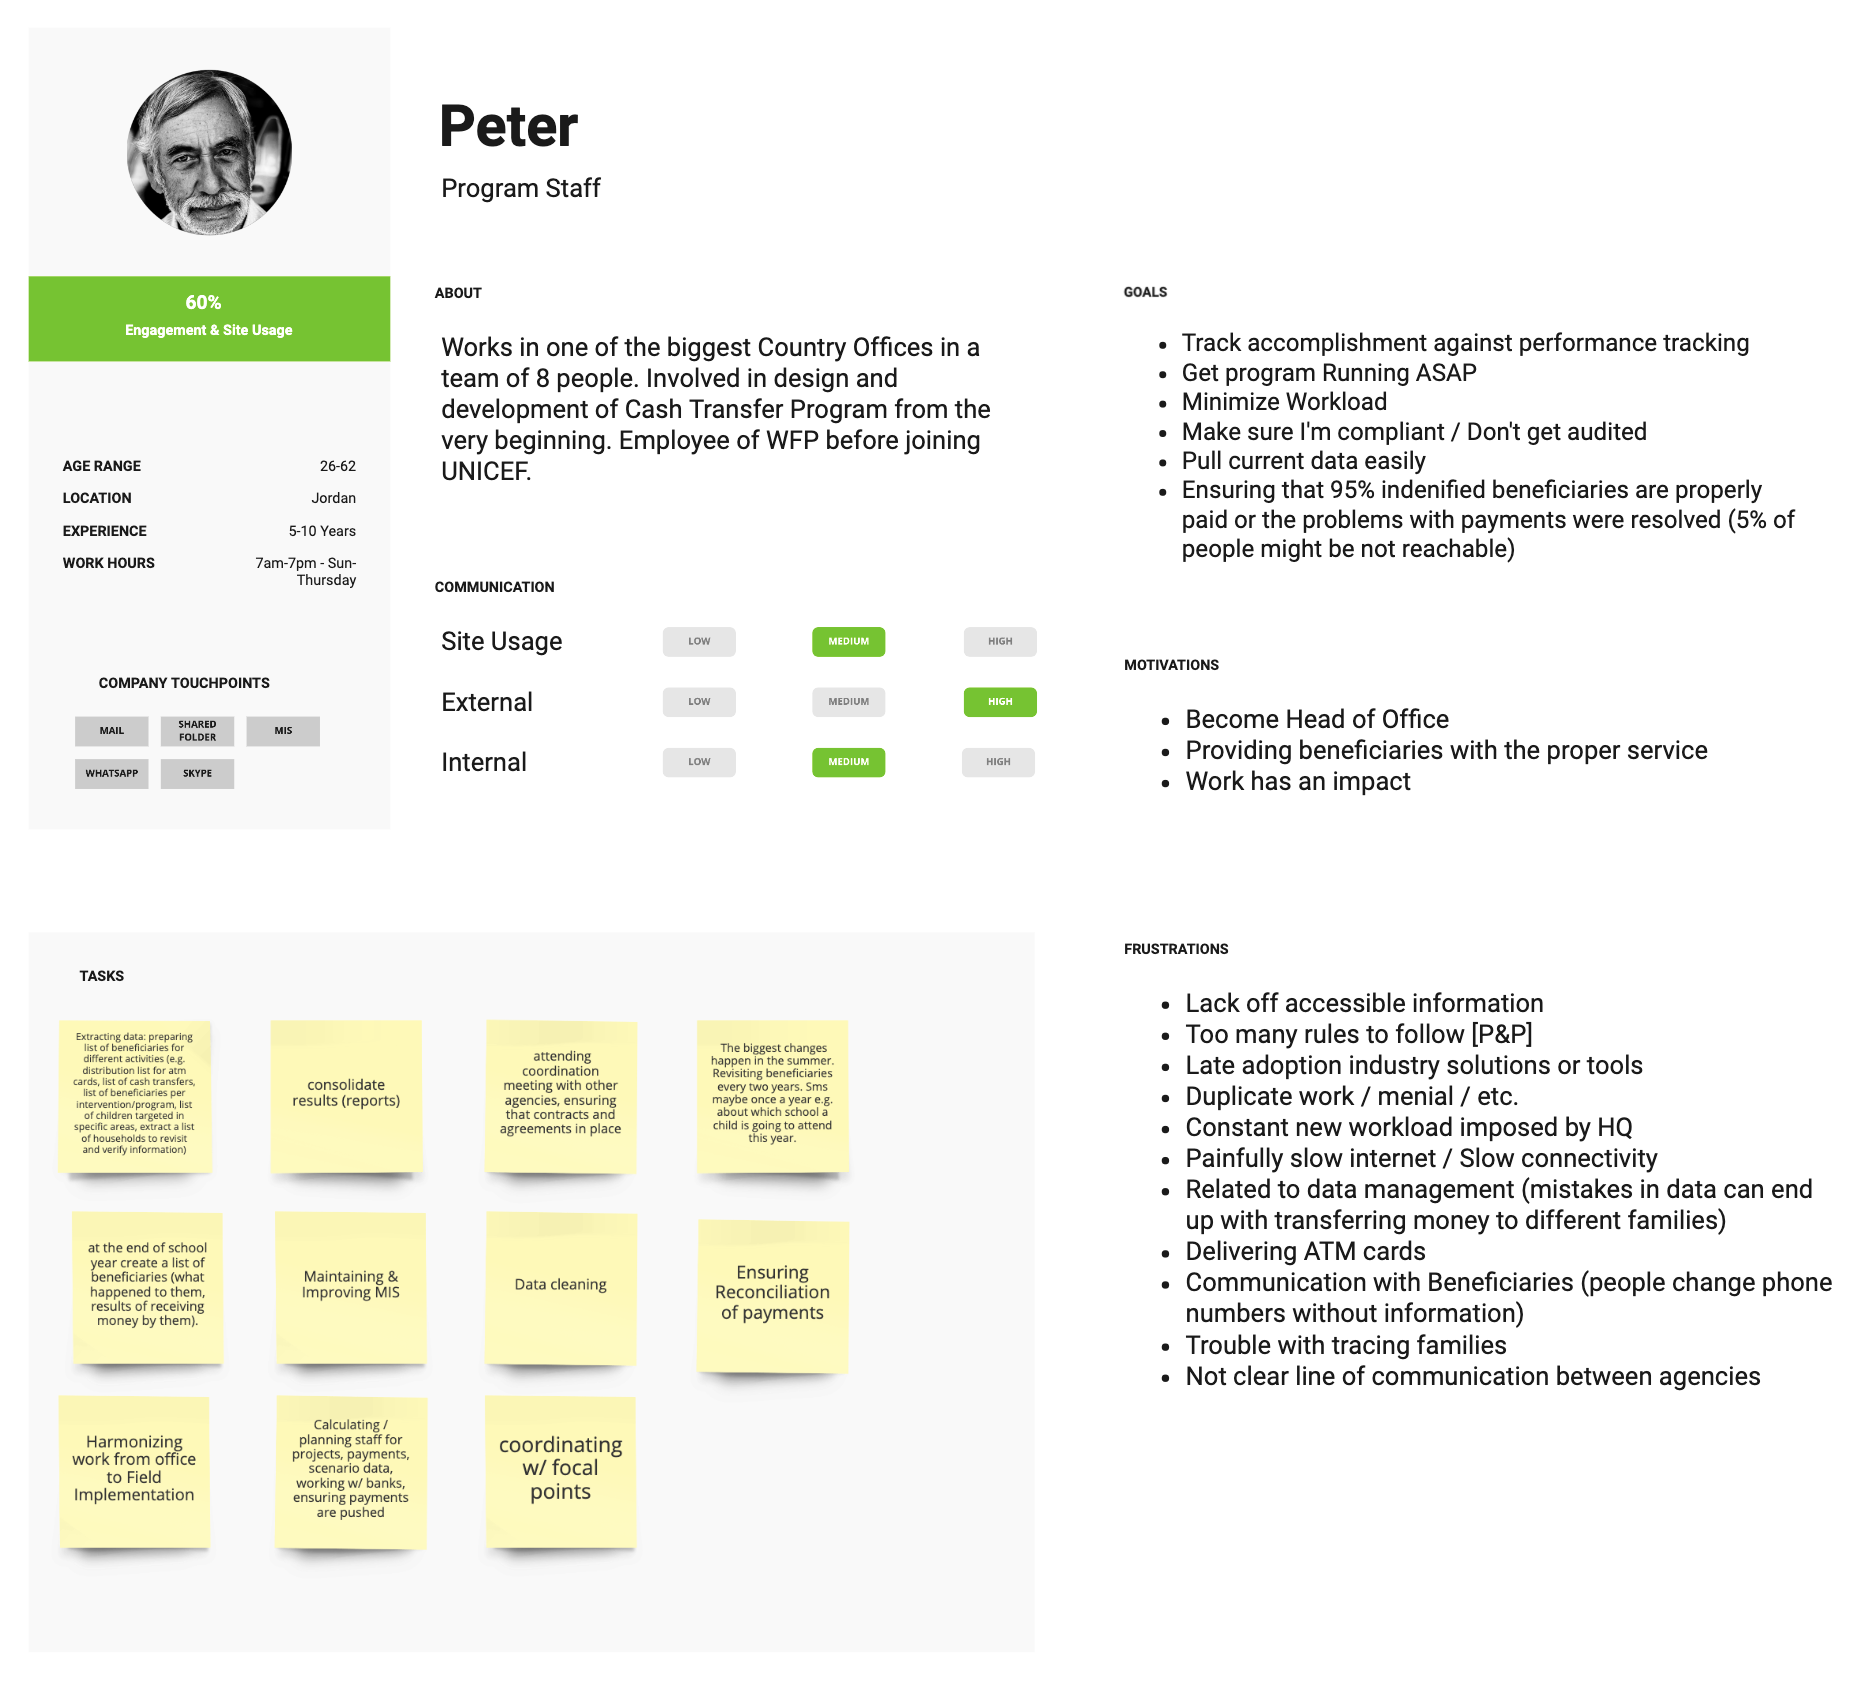 Peter
Program Staff
60%
Engagement & Site Usage
AGE RANGE 26-62
LOCATION Jordan
EXPERIENCE 5-10 Years
WORK HOURS 7am-7pm - Sun-
Thursday
COMPANY TOUCHPOINTS
MAIL
SHARED
FOLDER
MIS
WHATSAPP
SKYPE
ABOUT
Works in one of the biggest Country Offices in a
team of 8 people. Involved in design and
development of Cash Transfer Program from the
very beginning. Employee of WFP before joining
UNICEF.
COMMUNICATION
Site Usage LOW MEDIUM HIGH
External LOW MEDIUM HIGH
Internal LOW MEDIUM HIGH
GOALS
• Track accomplishment against performance tracking
• Get program Running ASAP
• Minimize Workload
• Make sure I'm compliant / Don't get audited
• Pull current data easily
• Ensuring that 95% indenified beneficiaries are properly
paid or the problems with payments were resolved (5% of
people might be not reachable)
MOTIVATIONS
• Become Head of Office
• Providing beneficiaries with the proper service
• Work has an impact
TASKS
Extracting data: preparing
list of beneficiaries for
different activities (e.g.
distribution list for atm
cards, list of cash transfers,
list of beneficiaries per
intervention/program, list
of children targeted in
specific areas, extract a list
of households to revisit
and verify information)
consolidate
results (reports)
attending
coordination
meeting with other
agencies, ensuring
that contracts and
agreements in place
The biggest changes
happen in the summer.
Revisiting beneficiaries
every two years. Sms
maybe once a year e.g.
about which school a
child is going to attend
this year.
at the end of school
year create a list of
beneficiaries (what
happened to them,
results of receiving
money by them).
Maintaining &
Improving MIS
Data cleaning
Ensuring
Reconciliation
of payments
Harmonizing
work from office
to Field
Implementation
Calculating /
planning staff for
projects, payments,
scenario data,
working w/ banks,
ensuring payments
are pushed
coordinating
w/ focal
points
FRUSTRATIONS
• Lack off accessible information
• Too many rules to follow [P&P]
• Late adoption industry solutions or tools
• Duplicate work / menial / etc.
• Constant new workload imposed by HQ
• Painfully slow internet / Slow connectivity
• Related to data management (mistakes in data can end
up with transferring money to different families)
• Delivering ATM cards
• Communication with Beneficiaries (people change phone
numbers without information)
• Trouble with tracing families
• Not clear line of communication between agencies